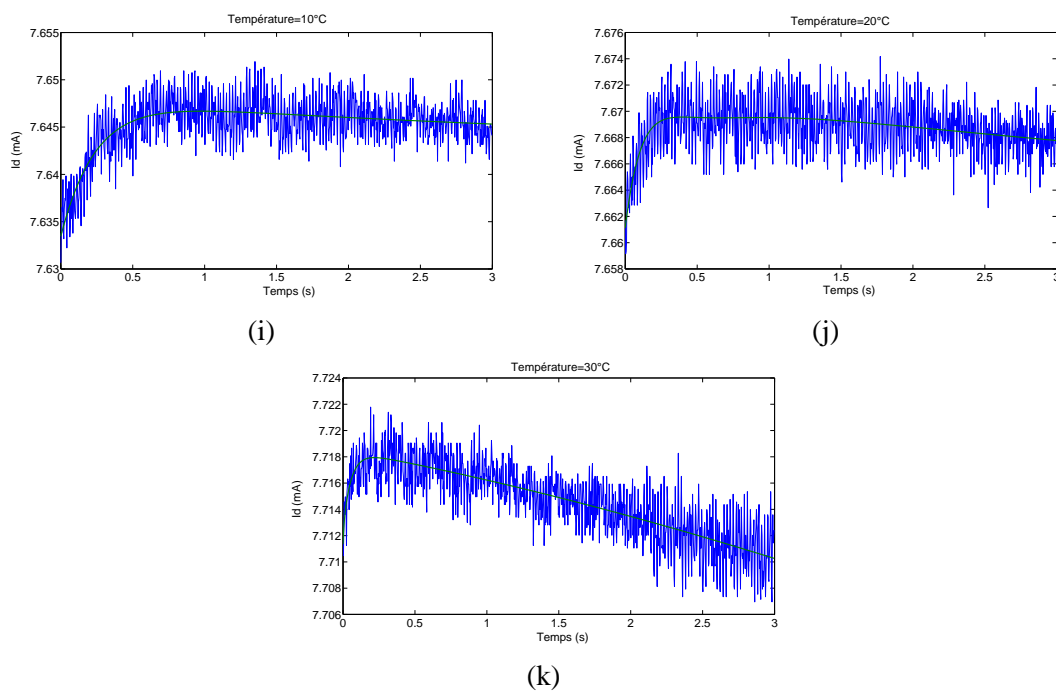 Température=10°C
7.655
7.65
7.645
7.64
7.635
7.63
Id (mA)
0 0.5 1 1.5 2 2.5 3
Temps (s)
(i)
Température=20°C
7.676
7.674
7.672
7.67
7.668
7.666
7.664
7.662
7.66
7.658
Id (mA)
0 0.5 1 1.5 2 2.5 3
Temps (s)
(j)
Température=30°C
7.724
7.722
7.72
7.718
7.716
7.714
7.712
7.71
7.708
7.706
Id (mA)
0 0.5 1 1.5 2 2.5 3
Temps (s)
(k)